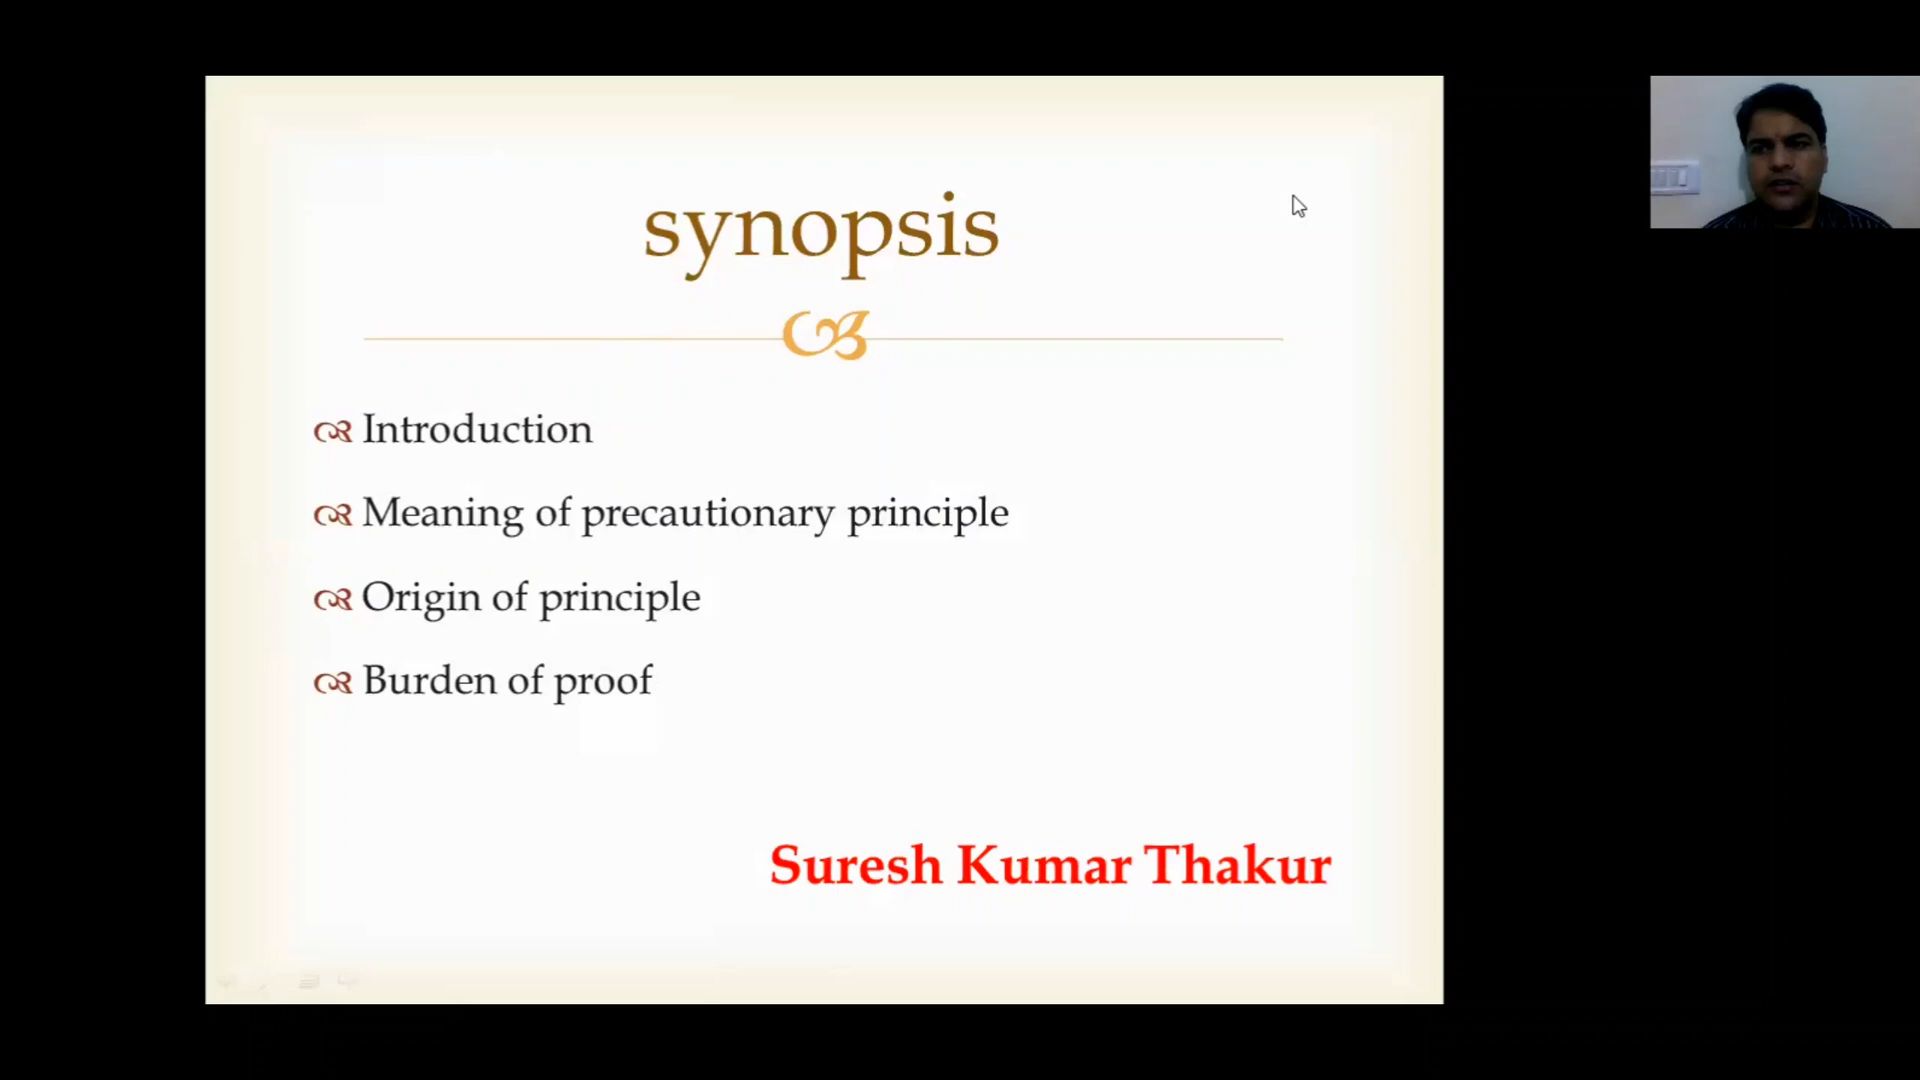 synopsis
Introduction
Meaning of precautionary principle
Origin of principle
Burden of proof
Suresh Kumar Thakur